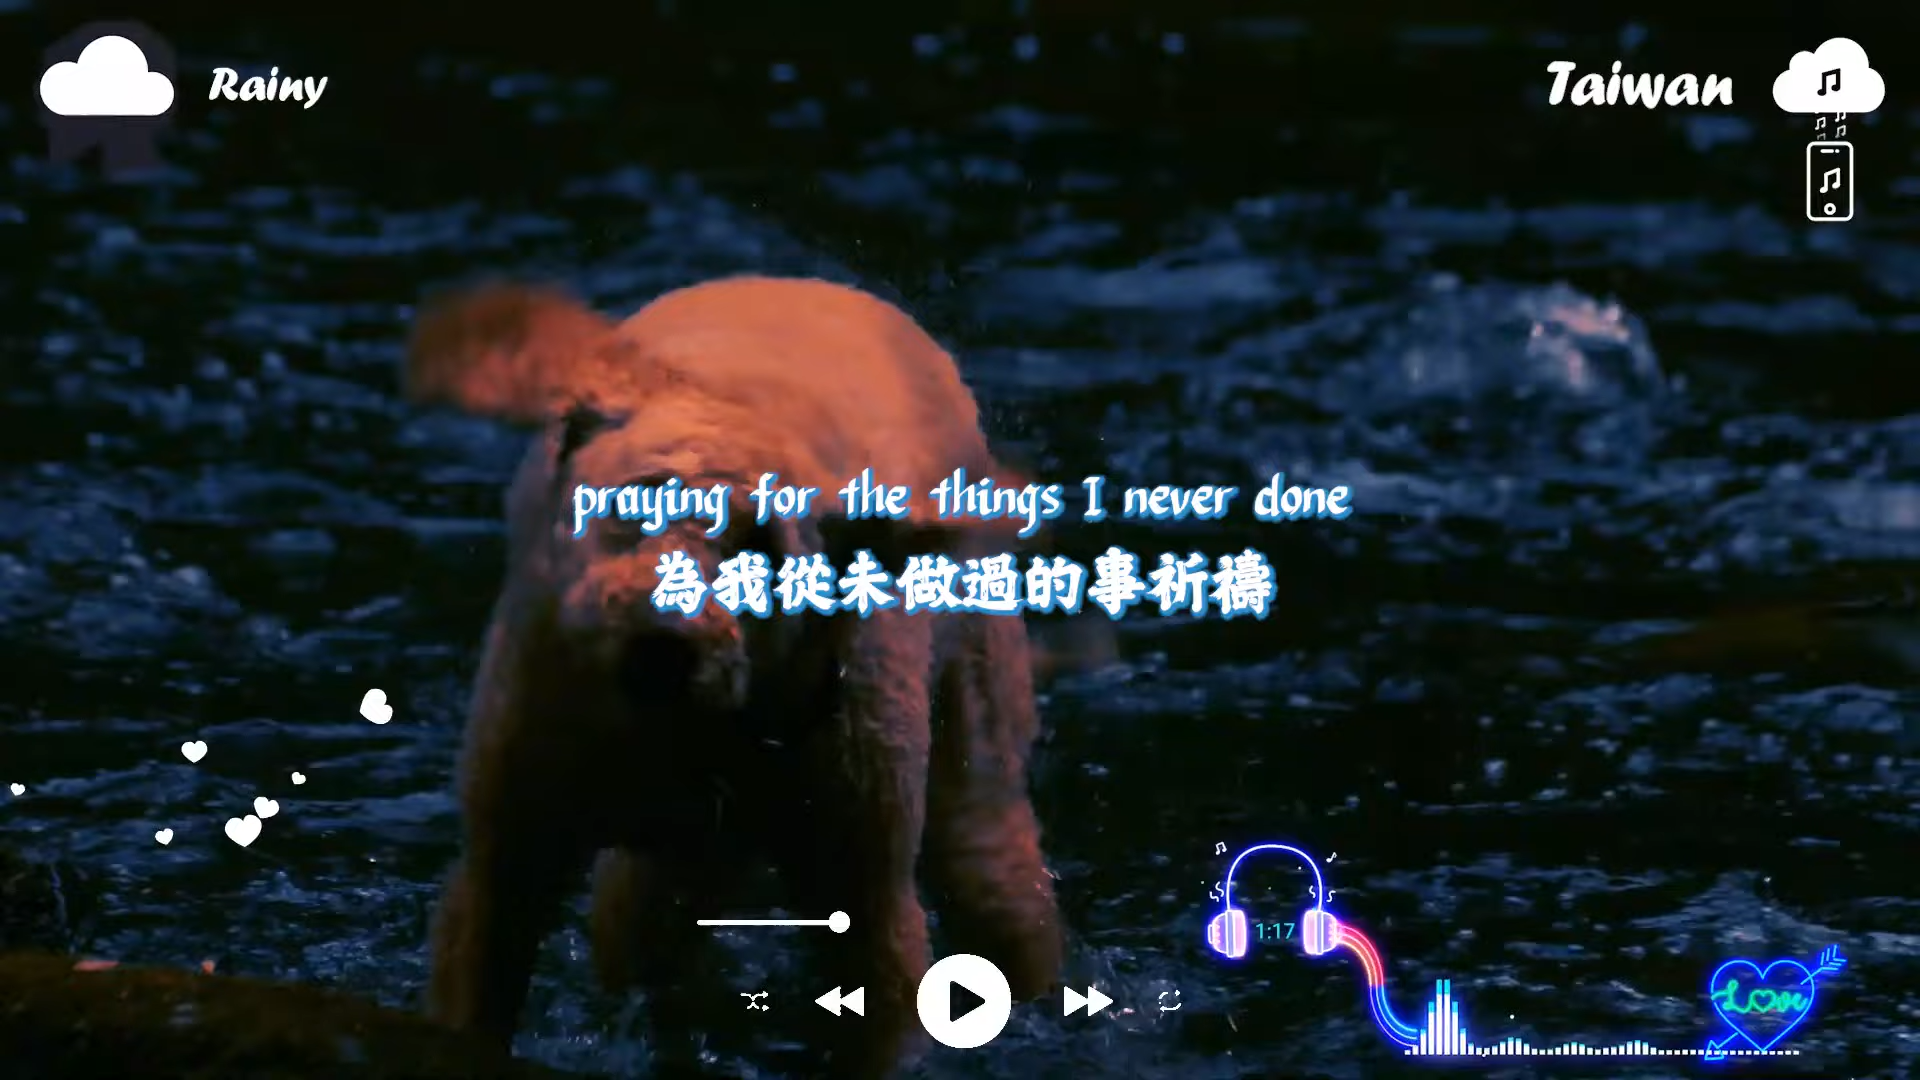 Rainy
Taiwan
praying for the things I never done
為我從未做過的事祈禱
1:17
Love